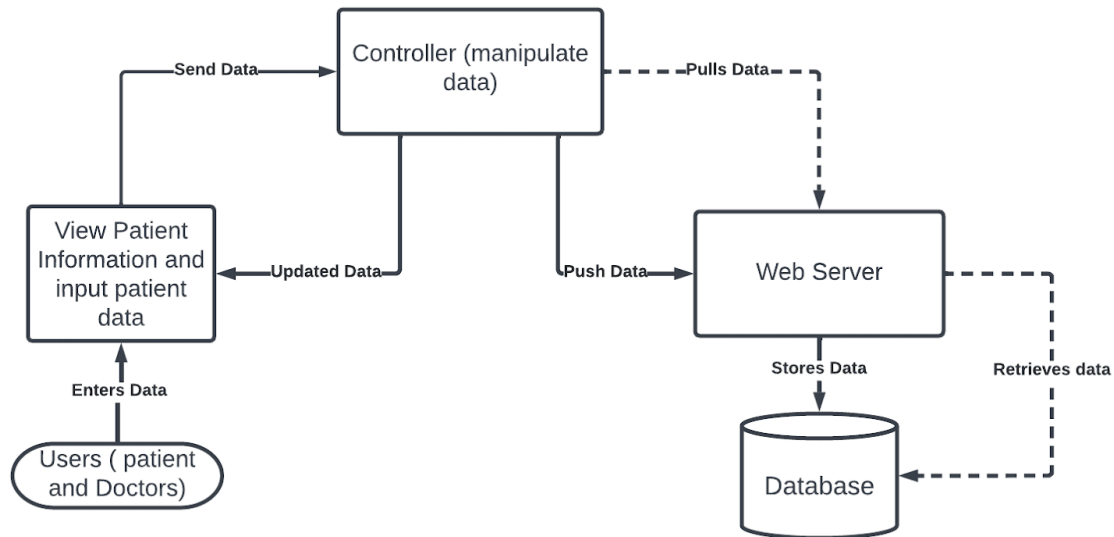 Controller (manipulate
data)
Send Data
Pulls Data
View Patient
Information and
input patient
data
Updated Data
Push Data
Web Server
Stores Data
Retrieves data
Enters Data
Users ( patient
and Doctors)
Database